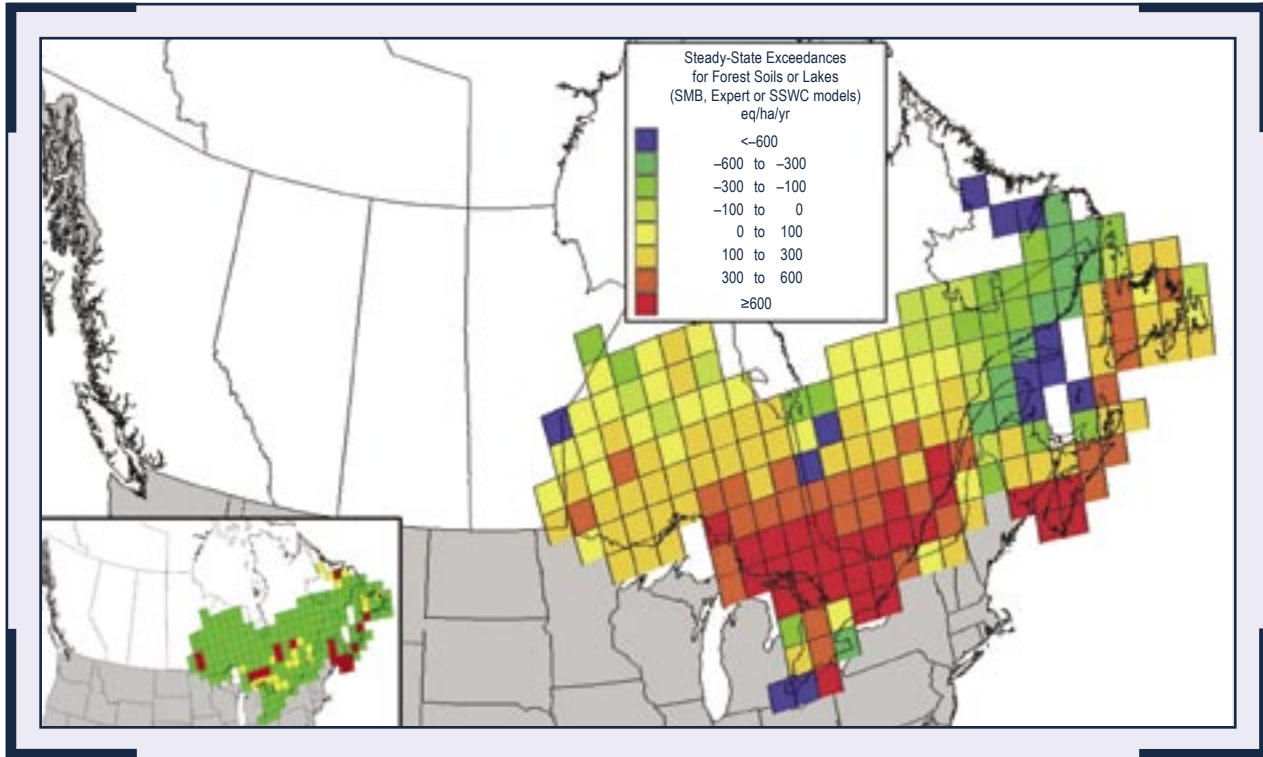 Steady-State Exceedances
for Forest Soils or Lakes
(SMB, Expert or SSWC models)
eq/ha/yr
<–600
–600 to –300
–300 to –100
–100 to 0
0 to 100
100 to 300
300 to 600
≥600